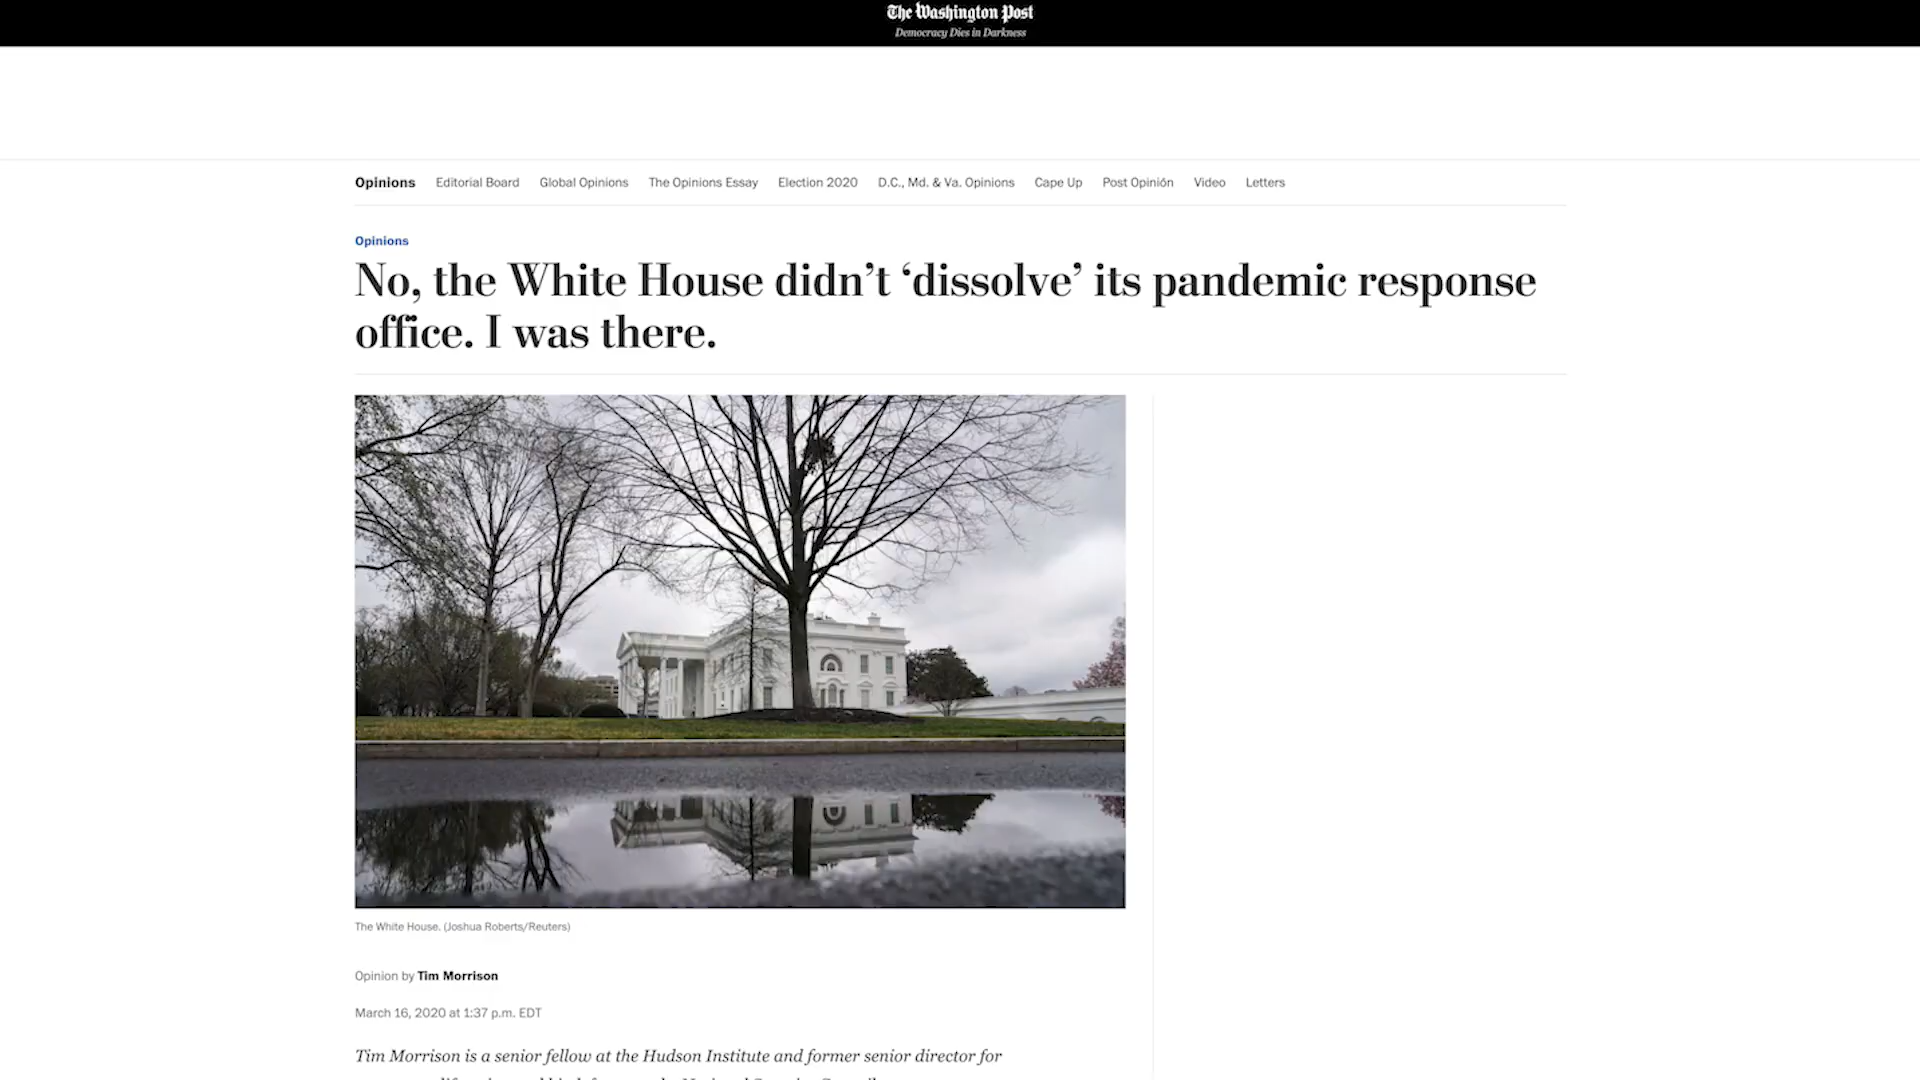 The Washington Post
Democracy Dies in Darkness
Opinions Editorial Board Global Opinions The Opinions Essay Election 2020 D.C., Md. & Va. Opinions Cape Up Post Opinión Video Letters
Opinions
No, the White House didn’t ‘dissolve’ its pandemic response
office. I was there.
The White House. (Joshua Roberts/Reuters)
Opinion by Tim Morrison
March 16, 2020 at 1:37 p.m. EDT
Tim Morrison is a senior fellow at the Hudson Institute and former senior director for